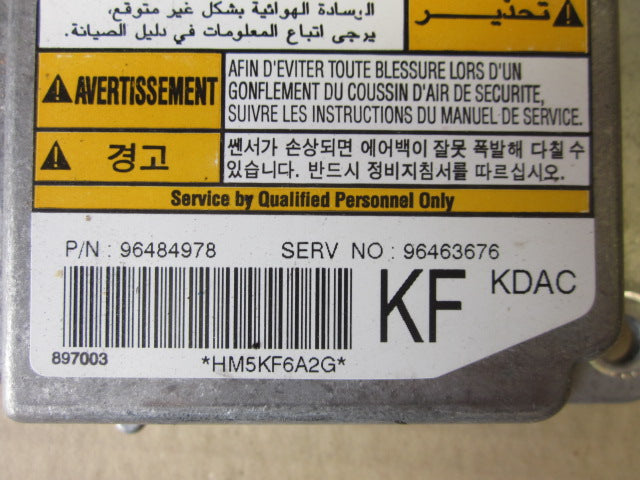 الوسادة الهوائية بشكل غير متوقع،
يرجى اتباع المعلومات في دليل الصيانة.
تحذير
AVERTISSEMENT
AFIN D'EVITER TOUTE BLESSURE LORS D'UN
GONFLEMENT DU COUSSIN D'AIR DE SECURITE,
SUIVRE LES INSTRUCTIONS DU MANUEL DE SERVICE.
경고
쎈서가 손상되면 에어백이 잘못 폭발해 다칠 수
있습니다. 반드시 정비지침서를 따르십시오.
Service by Qualified Personnel Only
P/N : 96484978 SERV NO : 96463676
KF KDAC
897003 *HM5KF6A2G*